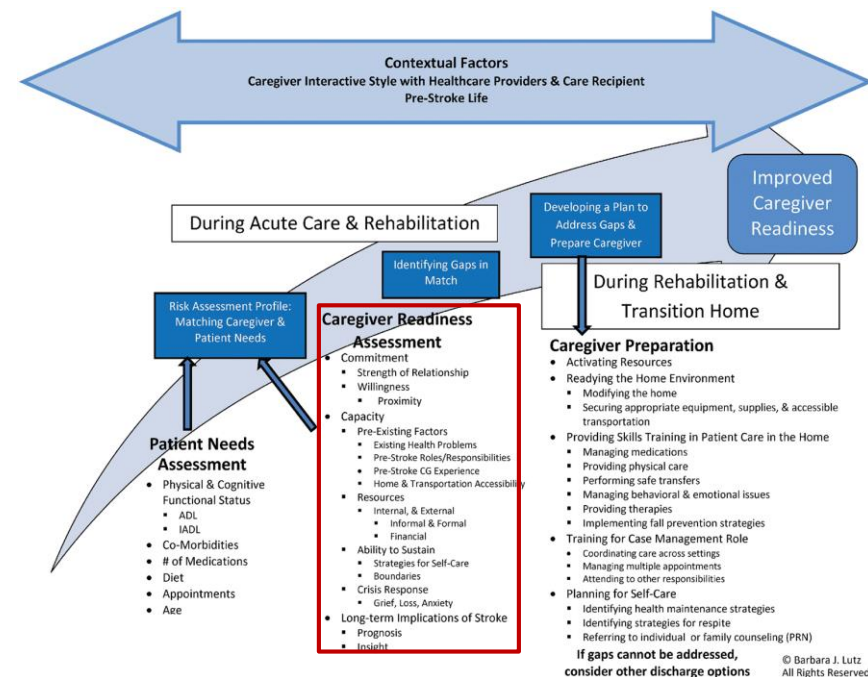 Contextual Factors
Caregiver Interactive Style with Healthcare Providers & Care Recipient
Pre-Stroke Life
Improved
Caregiver
Readiness
During Acute Care & Rehabilitation
Developing a Plan to
Address Gaps &
Prepare Caregiver
Identifying Gaps in
Match
During Rehabilitation &
Transition Home
Risk Assessment Profile:
Matching Caregiver &
Patient Needs
Patient Needs
Assessment
• Physical & Cognitive
Functional Status
▪ ADL
▪ IADL
• Co-Morbidities
• # of Medications
• Diet
• Appointments
• Age
Caregiver Readiness
Assessment
• Commitment
▪ Strength of Relationship
▪ Willingness
▪ Proximity
• Capacity
▪ Pre-Existing Factors
▪ Existing Health Problems
▪ Pre-Stroke Roles/Responsibilities
▪ Pre-Stroke CG Experience
▪ Home & Transportation Accessibility
▪ Resources
▪ Internal, & External
▪ Informal & Formal
▪ Financial
▪ Ability to Sustain
▪ Strategies for Self-Care
▪ Boundaries
▪ Crisis Response
▪ Grief, Loss, Anxiety
• Long-term Implications of Stroke
▪ Prognosis
▪ Insight
Caregiver Preparation
• Activating Resources
• Readying the Home Environment
▪ Modifying the home
▪ Securing appropriate equipment, supplies, & accessible
transportation
• Providing Skills Training in Patient Care in the Home
▪ Managing medications
▪ Providing physical care
▪ Performing safe transfers
▪ Managing behavioral & emotional issues
▪ Providing therapies
▪ Implementing fall prevention strategies
• Training for Case Management Role
▪ Coordinating care across settings
▪ Managing multiple appointments
▪ Attending to other responsibilities
• Planning for Self-Care
▪ Identifying health maintenance strategies
▪ Identifying strategies for respite
▪ Referring to individual or family counseling (PRN)
If gaps cannot be addressed,
consider other discharge options
© Barbara J. Lutz
All Rights Reserved